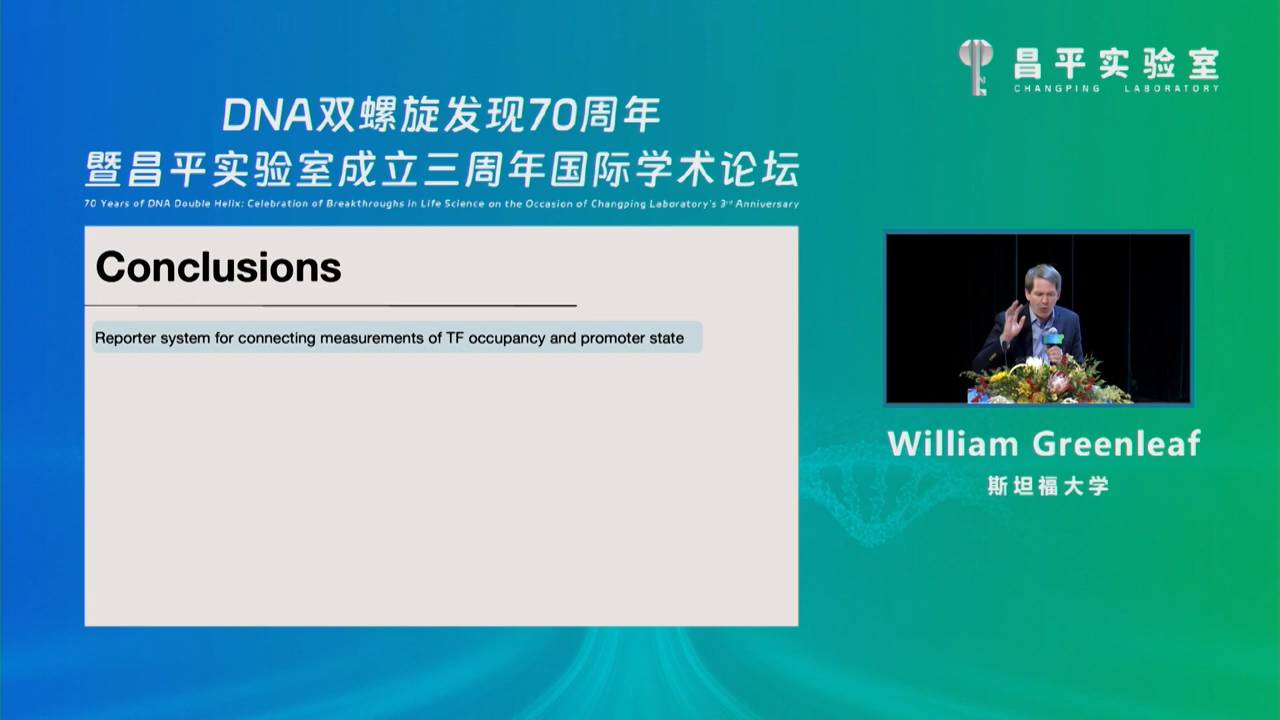 昌平实验室
CHANGPING LABORATORY
DNA双螺旋发现70周年
暨昌平实验室成立三周年国际学术论坛
70 Years of DNA Double Helix: Celebration of Breakthroughs in Life Science on the Occasion of Changping Laboratory's 3rd Anniversary
Conclusions
Reporter system for connecting measurements of TF occupancy and promoter state
William Greenleaf
斯坦福大学